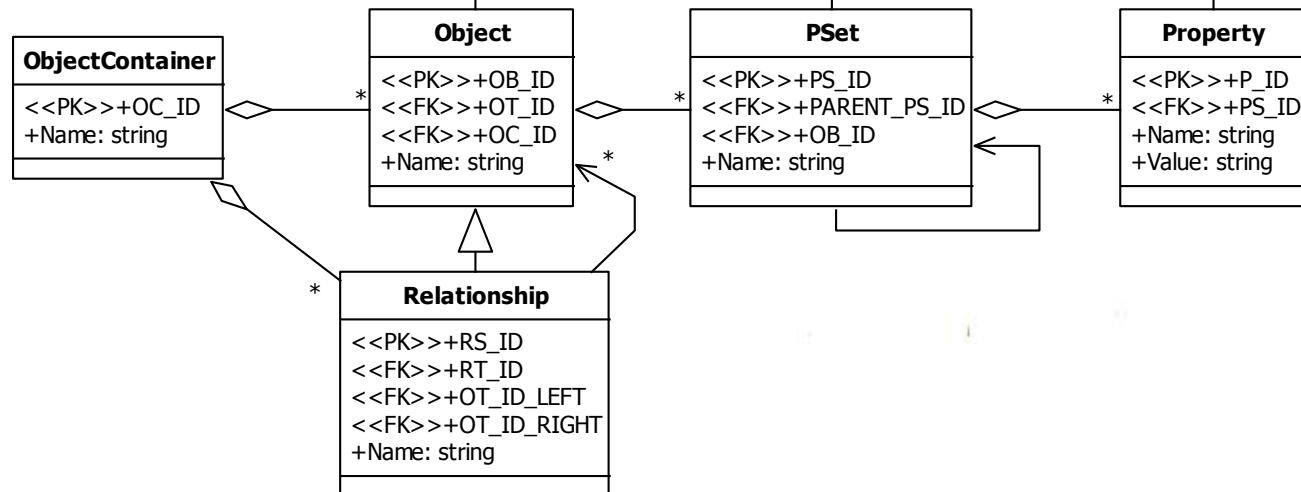 ObjectContainer
<<PK>>+OC_ID
+Name: string
*
Object
<<PK>>+OB_ID
<<FK>>+OT_ID
<<FK>>+OC_ID
+Name: string
*
*
PSet
<<PK>>+PS_ID
<<FK>>+PARENT_PS_ID
<<FK>>+OB_ID
+Name: string
*
Property
<<PK>>+P_ID
<<FK>>+PS_ID
+Name: string
+Value: string
*
Relationship
<<PK>>+RS_ID
<<FK>>+RT_ID
<<FK>>+OT_ID_LEFT
<<FK>>+OT_ID_RIGHT
+Name: string